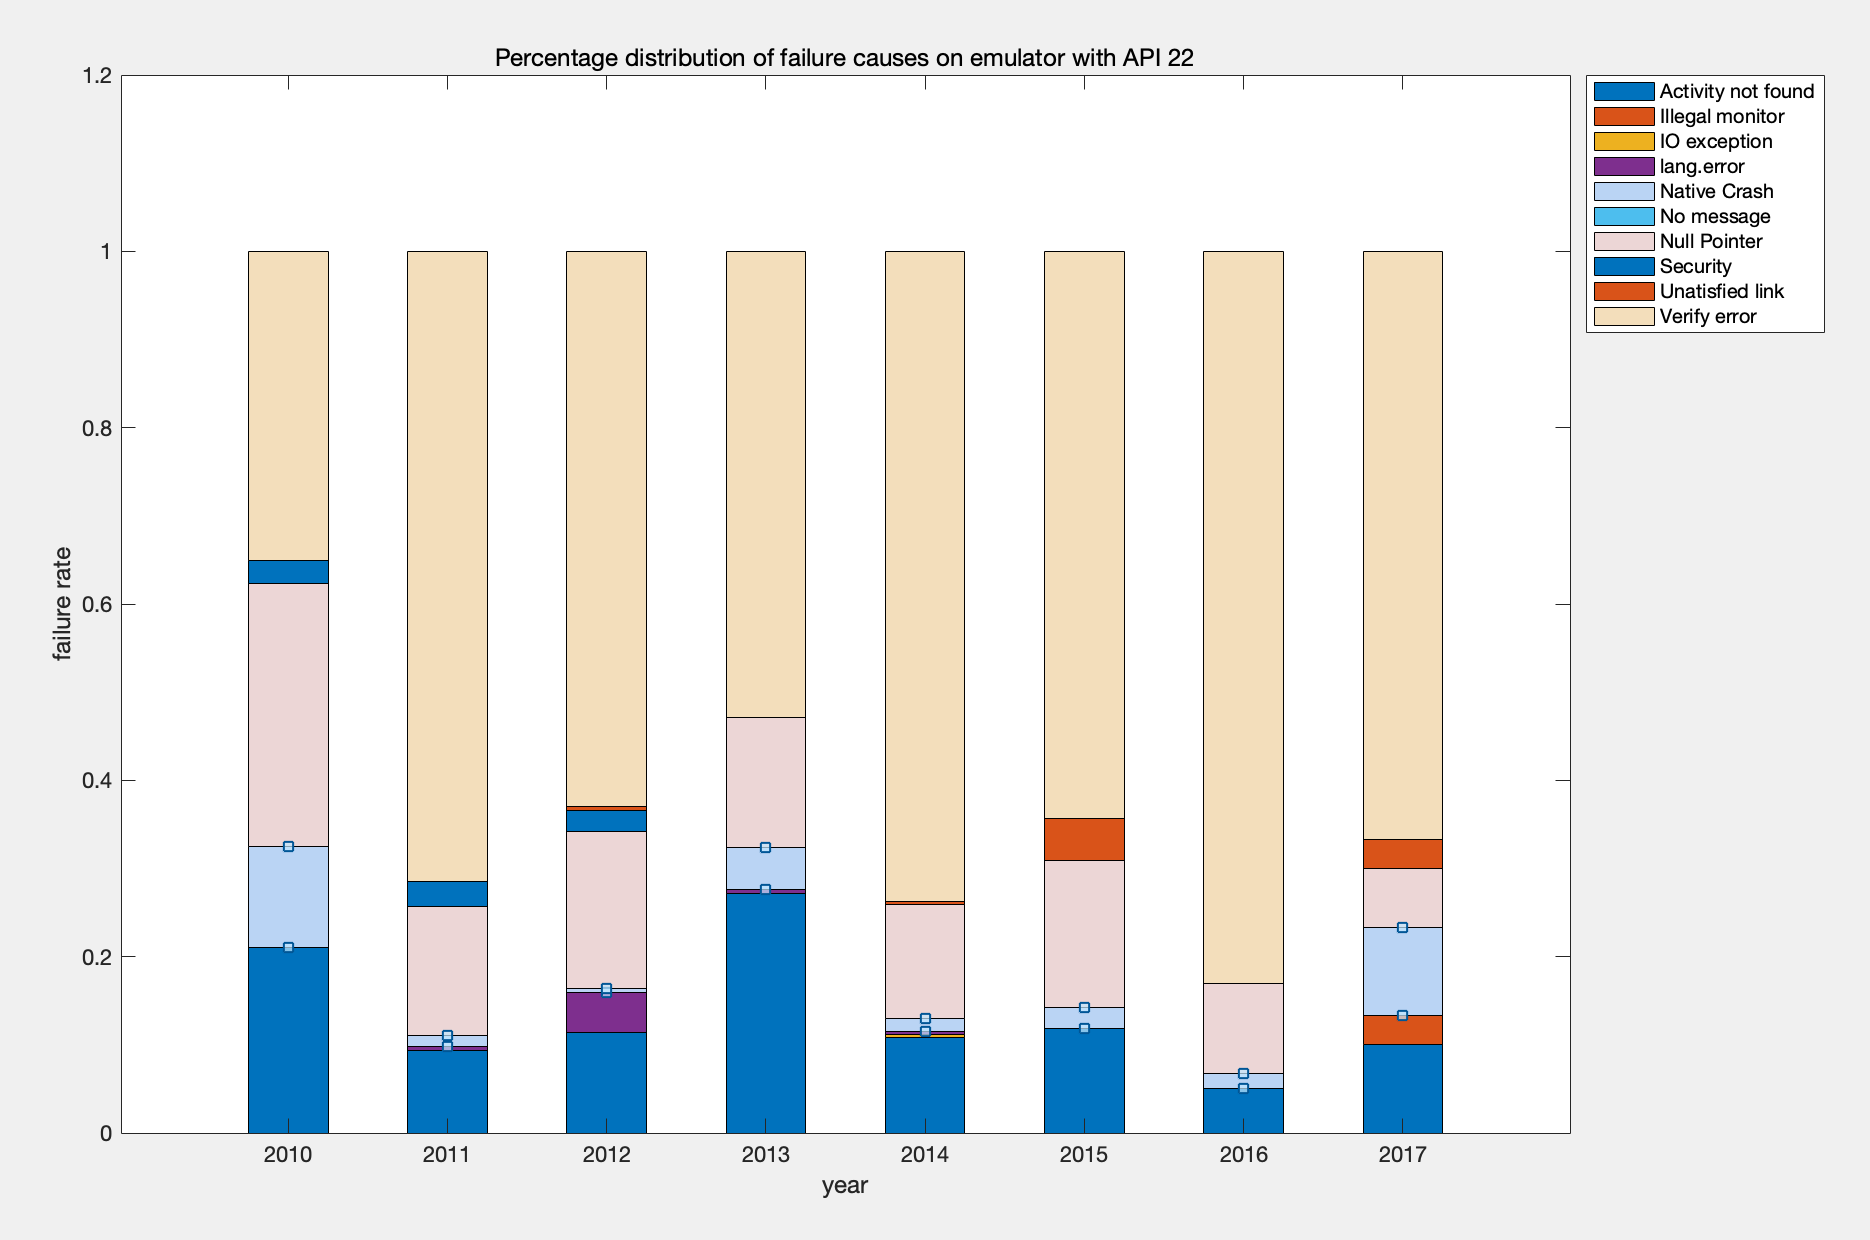 Percentage distribution of failure causes on emulator with API 22
1.2
1
0.8
0.6
0.4
0.2
0
failure rate
2010 2011 2012 2013 2014 2015 2016 2017
year
Activity not found
Illegal monitor
IO exception
lang.error
Native Crash
No message
Null Pointer
Security
Unatisfied link
Verify error